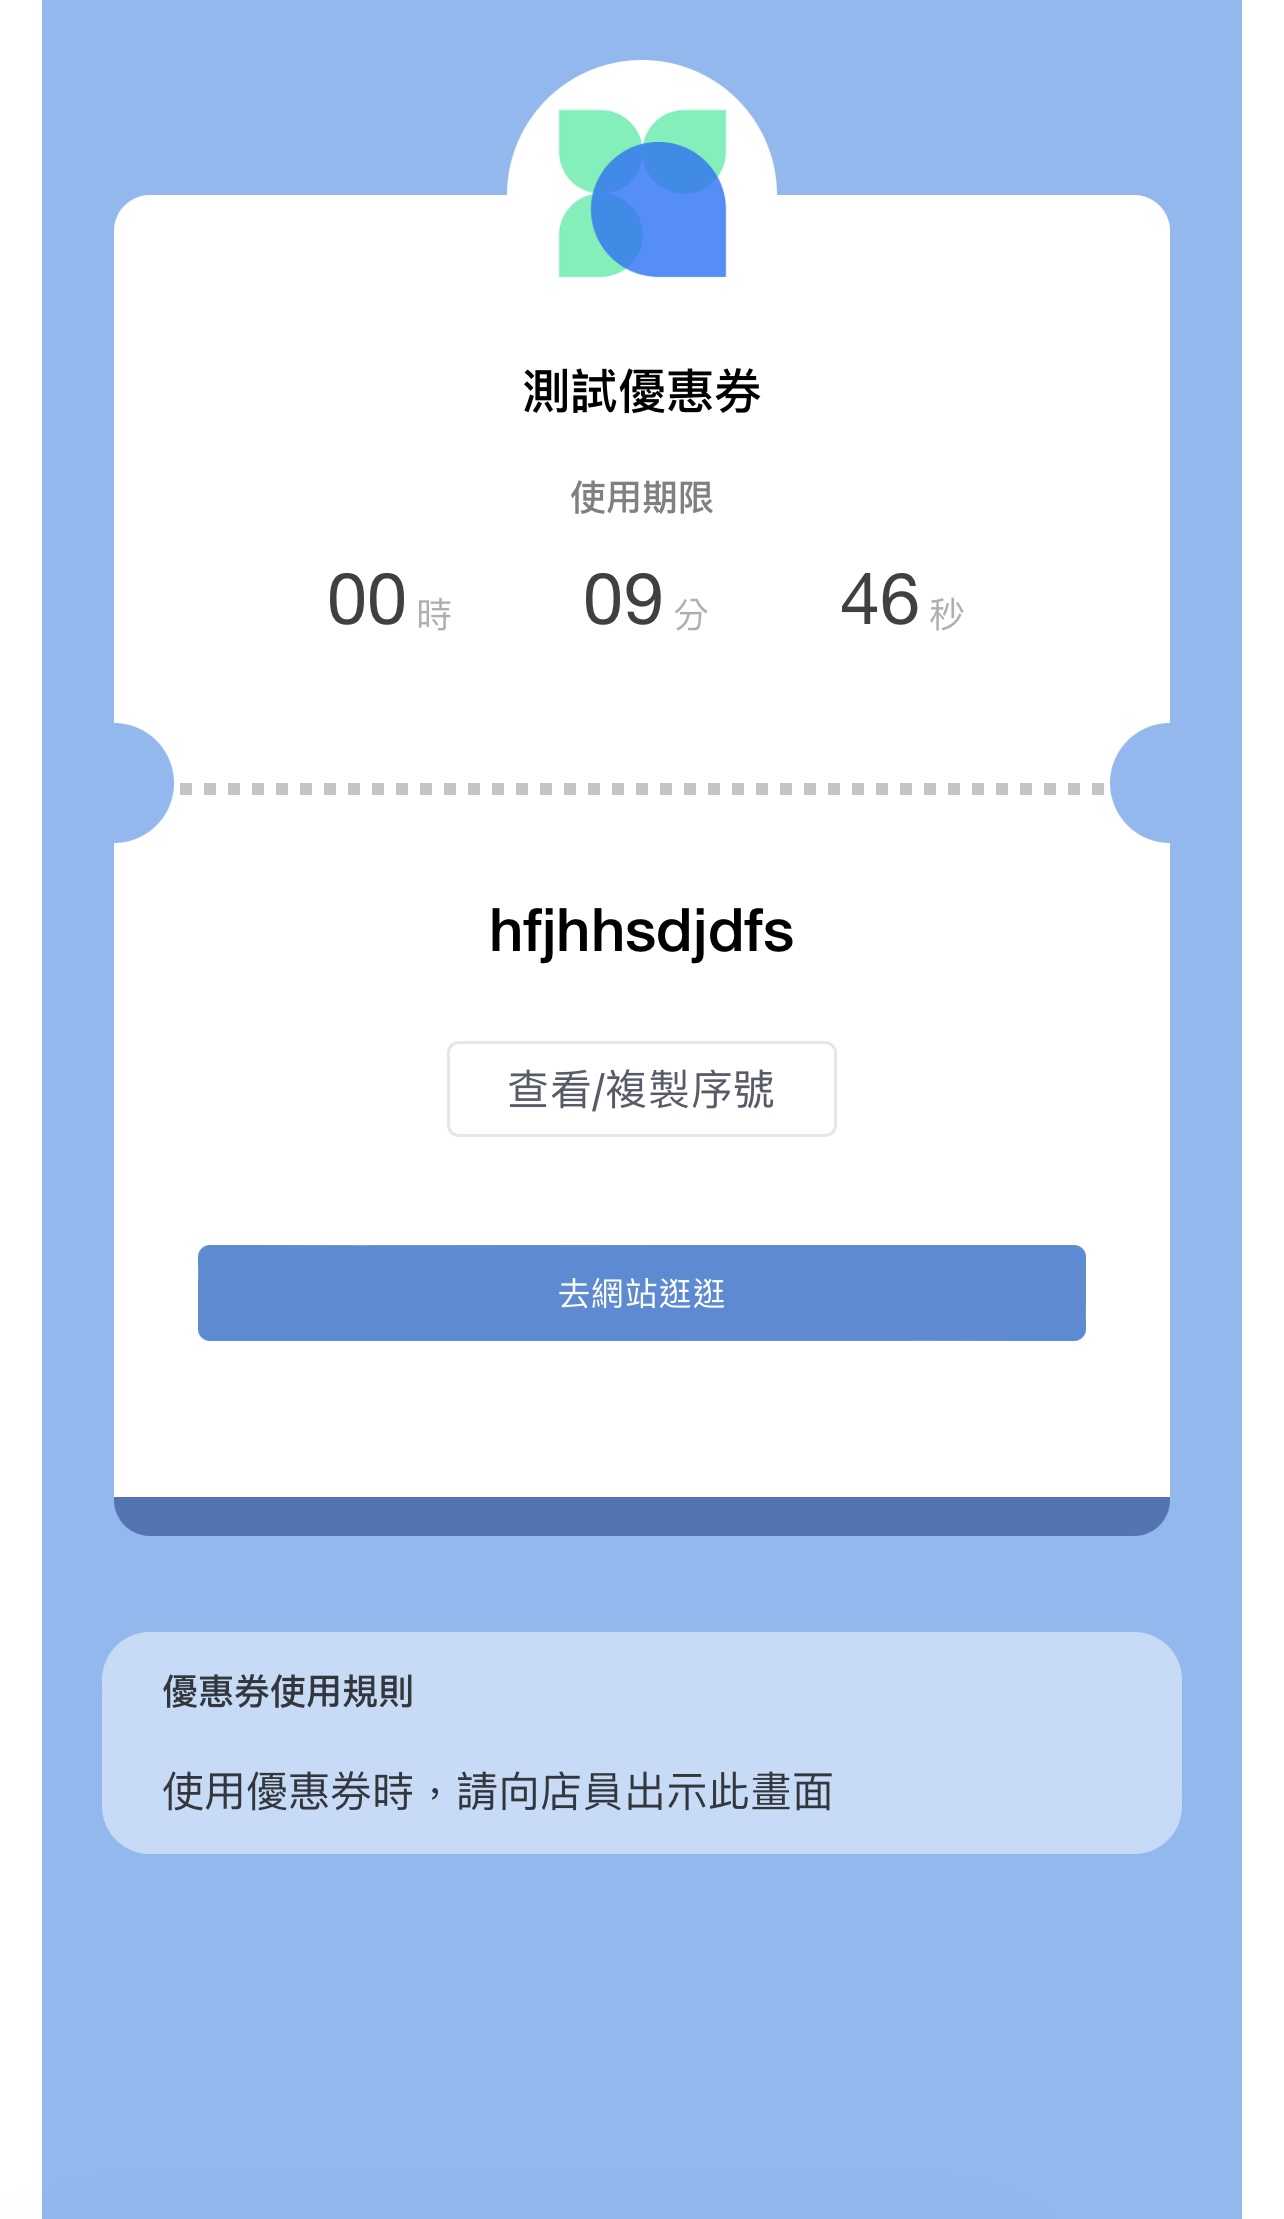 測試優惠券
使用期限
00 時 09 分 46 秒
hfjhhsdjdfs
查看/複製序號
去網站逛逛
優惠券使用規則
使用優惠券時，請向店員出示此畫面